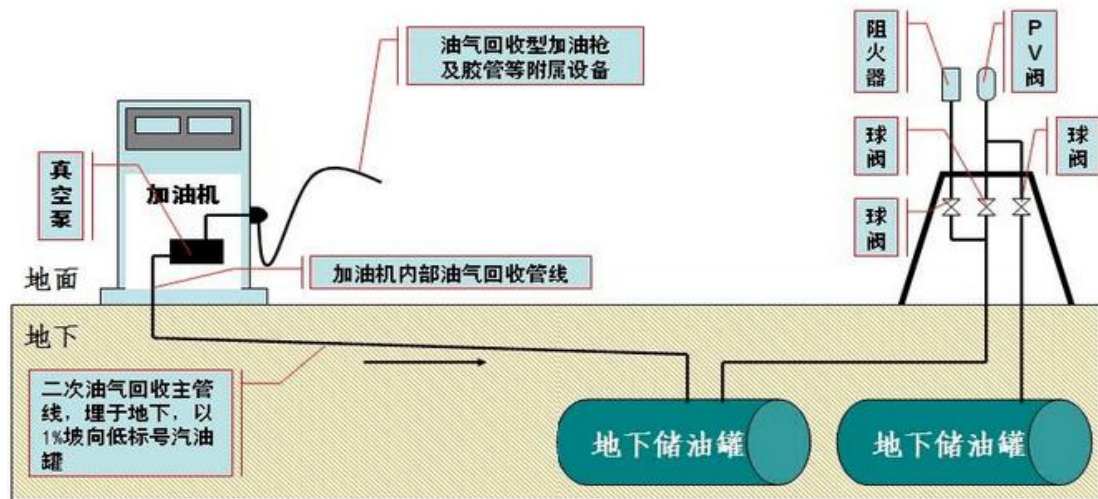 油气回收型加油枪
及胶管等附属设备
阻
火
器
P
V
阀
真
空
泵
加油机
球
阀
球
阀
球
阀
地面
加油机内部油气回收管线
地下
二次油气回收主管
线，埋于地下，以
1%坡向低标号汽油
罐
地下储油罐
地下储油罐